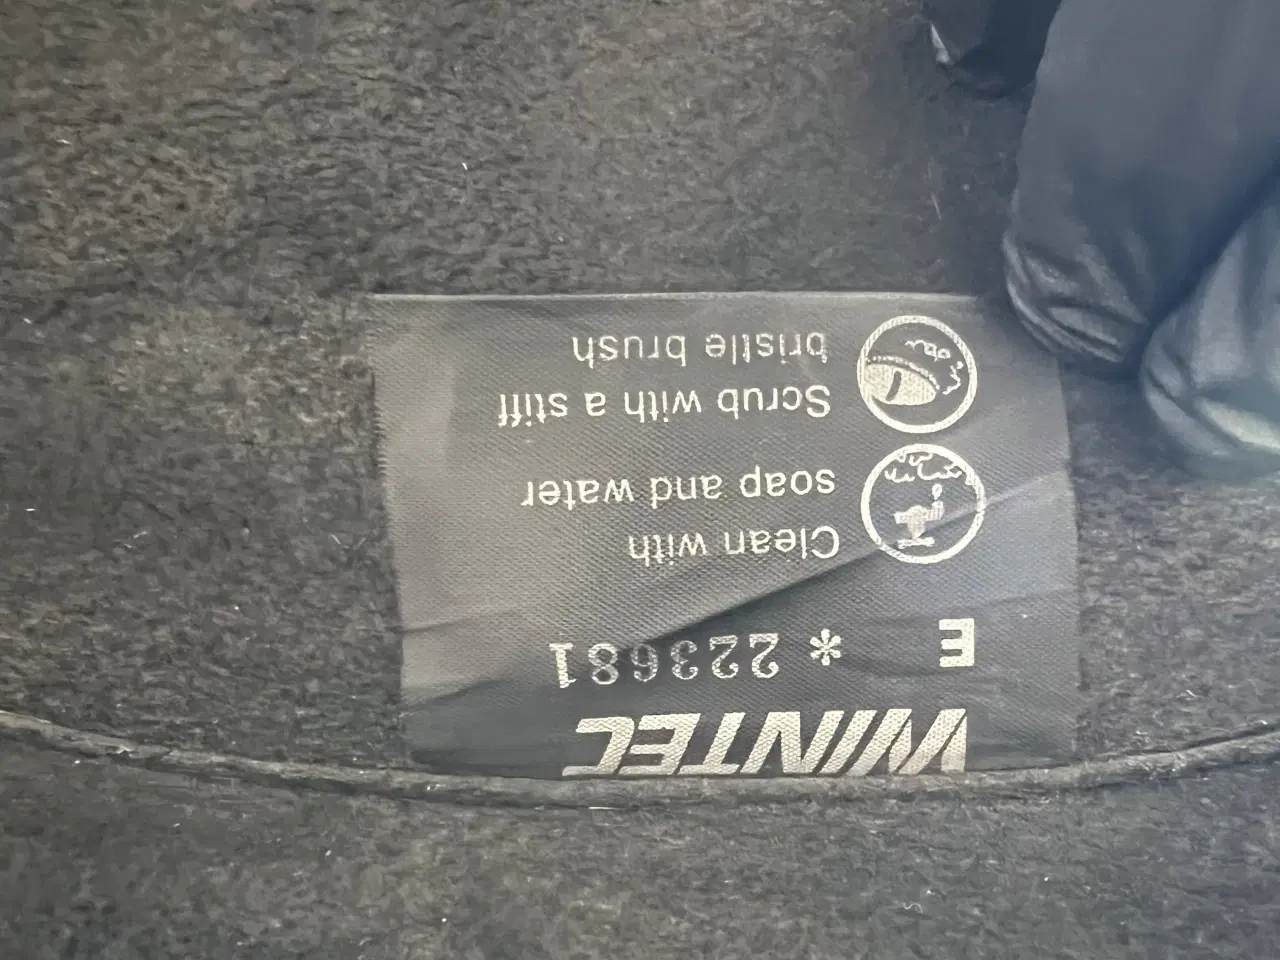 WINTEC
E * 223681
Clean with
soap and water
Scrub with a stiff
bristle brush